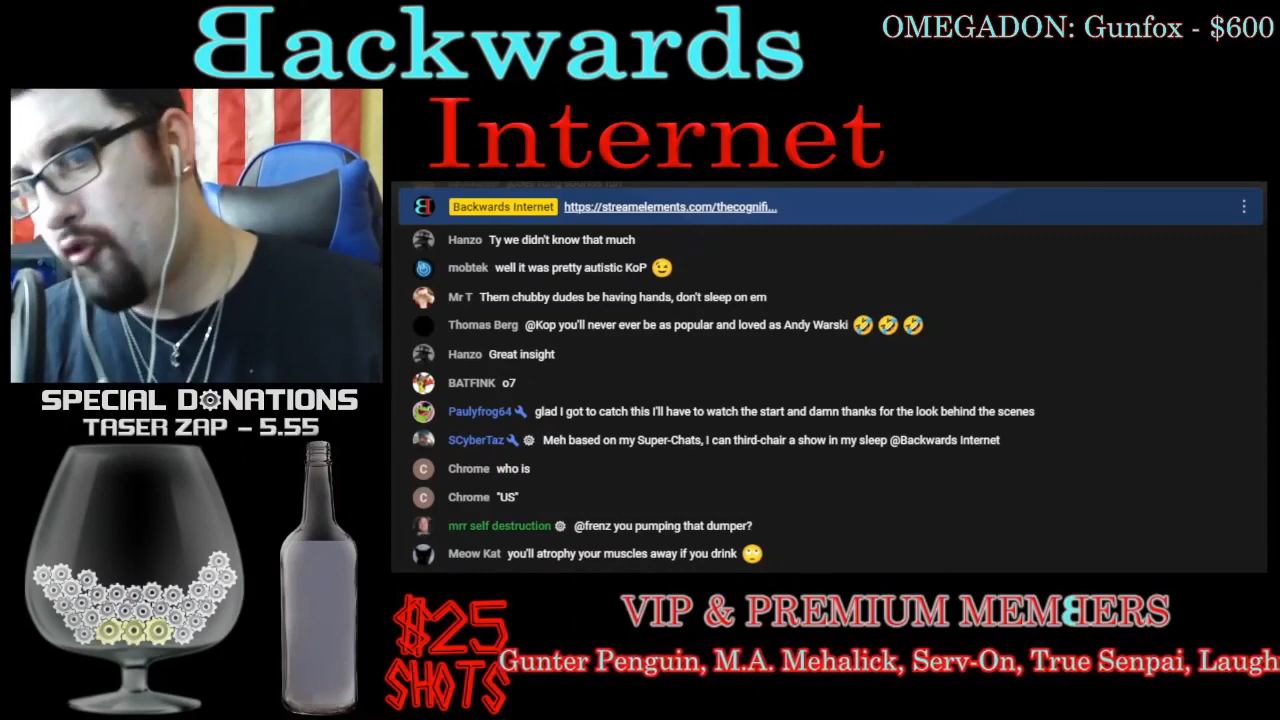 Backwards
Internet
OMEGADON: Gunfox - $600
Backwards Internet https://streamelements.com/thecognifi...
Hanzo Ty we didn't know that much
mobtek well it was pretty autistic KoP 😉
Mr T Them chubby dudes be having hands, don't sleep on em
Thomas Berg @Kop you'll never ever be as popular and loved as Andy Warski 🤣🤣🤣
Hanzo Great insight
BATFINK o7
Paulyfrog64 glad I got to catch this I'll have to watch the start and damn thanks for the look behind the scenes
SCyberTaz Meh based on my Super-Chats, I can third-chair a show in my sleep @Backwards Internet
C Chrome who is
C Chrome "US"
mrr self destruction @frenz you pumping that dumper?
Meow Kat you'll atrophy your muscles away if you drink 🙄
SPECIAL DONATIONS
TASER ZAP – 5.55
$25
SHOTS
VIP & PREMIUM MEMBERS
Gunter Penguin, M.A. Mehalick, Serv-On, True Senpai, Laugh